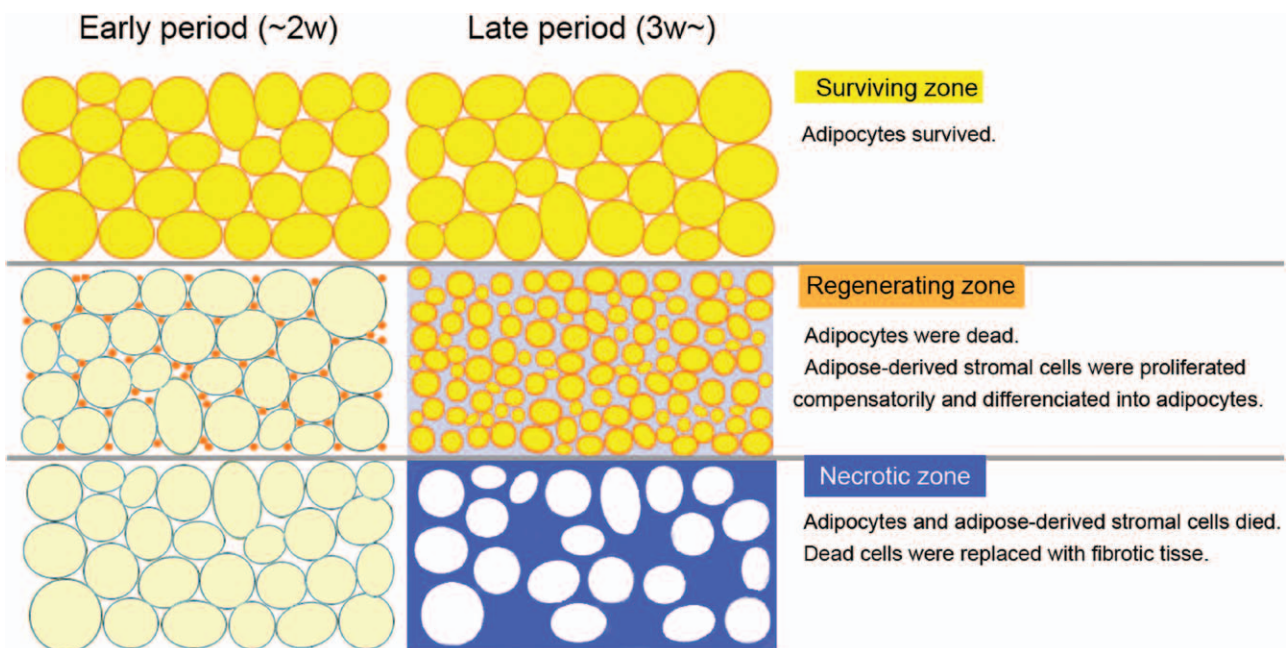 Early period (~2w)
Late period (3w~)
Surviving zone
Adipocytes survived.
Regenerating zone
Adipocytes were dead.
Adipose-derived stromal cells were proliferated
compensatorily and differenciated into adipocytes.
Necrotic zone
Adipocytes and adipose-derived stromal cells died.
Dead cells were replaced with fibrotic tisse.